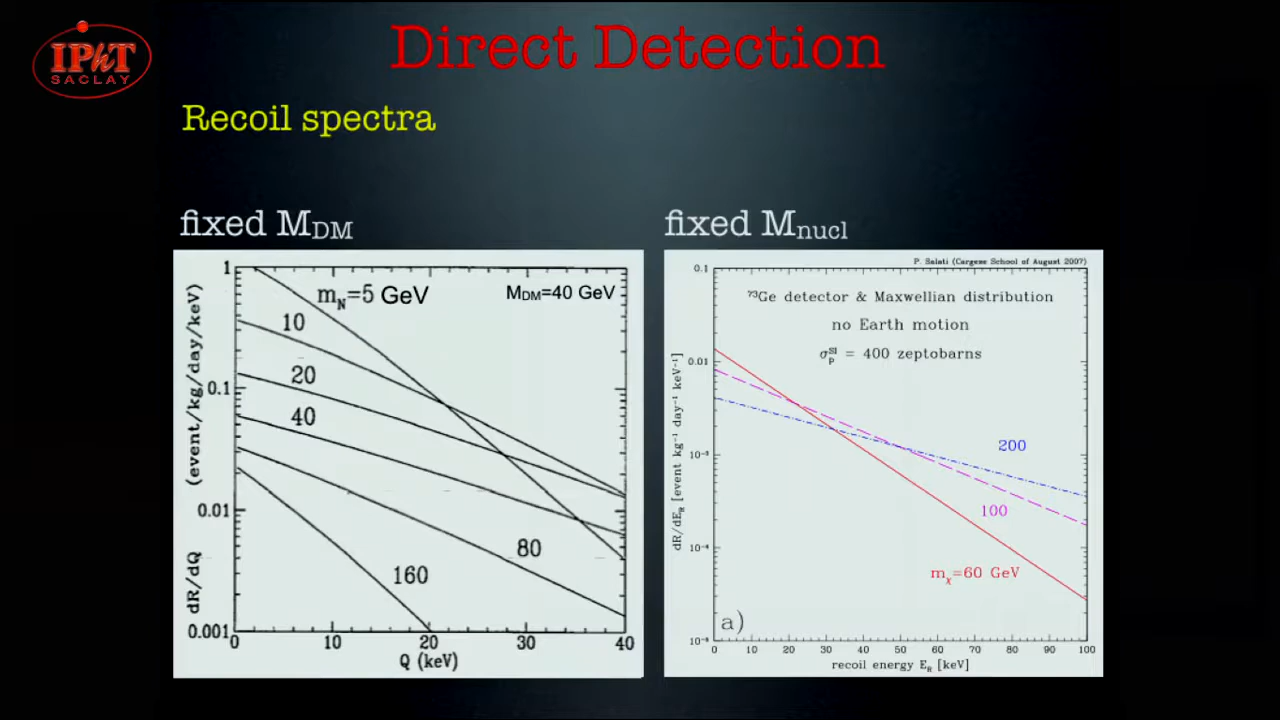 IPhT
SACLAY
Direct Detection
Recoil spectra
fixed M_DM
fixed M_nucl
dR/dQ (event/kg/day/keV)
1
0.1
0.01
0.001
m_N=5 GeV
M_DM=40 GeV
10
20
40
80
160
0
10
20
30
40
Q (keV)
P. Salati (Cargese School of August 2007)
dR/dE_R [event kg⁻¹ day⁻¹ keV⁻¹]
0.1
0.01
10⁻³
10⁻⁴
10⁻⁵
⁷³Ge detector & Maxwellian distribution
no Earth motion
σ_p^SI = 400 zeptobarns
200
100
m_χ=60 GeV
a)
0 10 20 30 40 50 60 70 80 90 100
recoil energy E_R [keV]